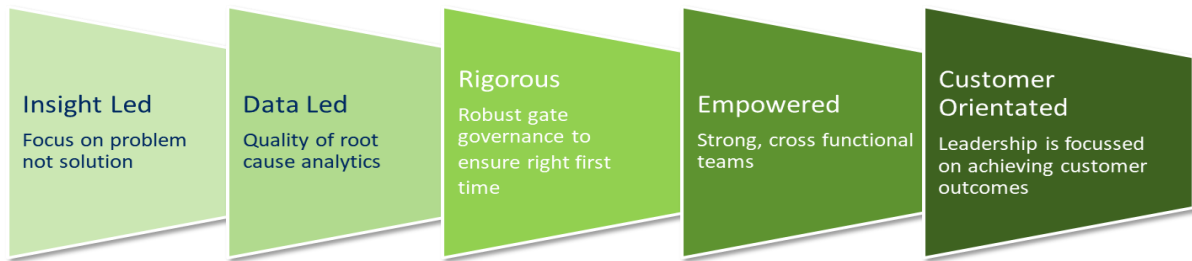 Insight Led
Focus on problem
not solution
Data Led
Quality of root
cause analytics
Rigorous
Robust gate
governance to
ensure right first
time
Empowered
Strong, cross functional
teams
Customer
Orientated
Leadership is focussed
on achieving customer
outcomes